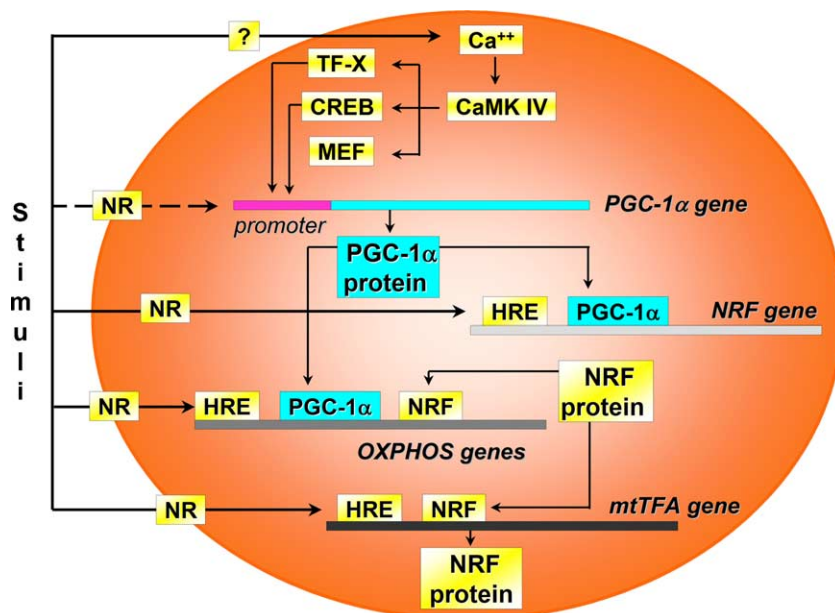 ?
Ca++
TF-X
CREB
CaMK IV
MEF
Stimuli
NR
PGC-1α gene
promoter
PGC-1α
protein
NR
HRE
PGC-1α
NRF gene
NR
HRE
PGC-1α
NRF
NRF
protein
OXPHOS genes
NR
HRE
NRF
mtTFA gene
NRF
protein